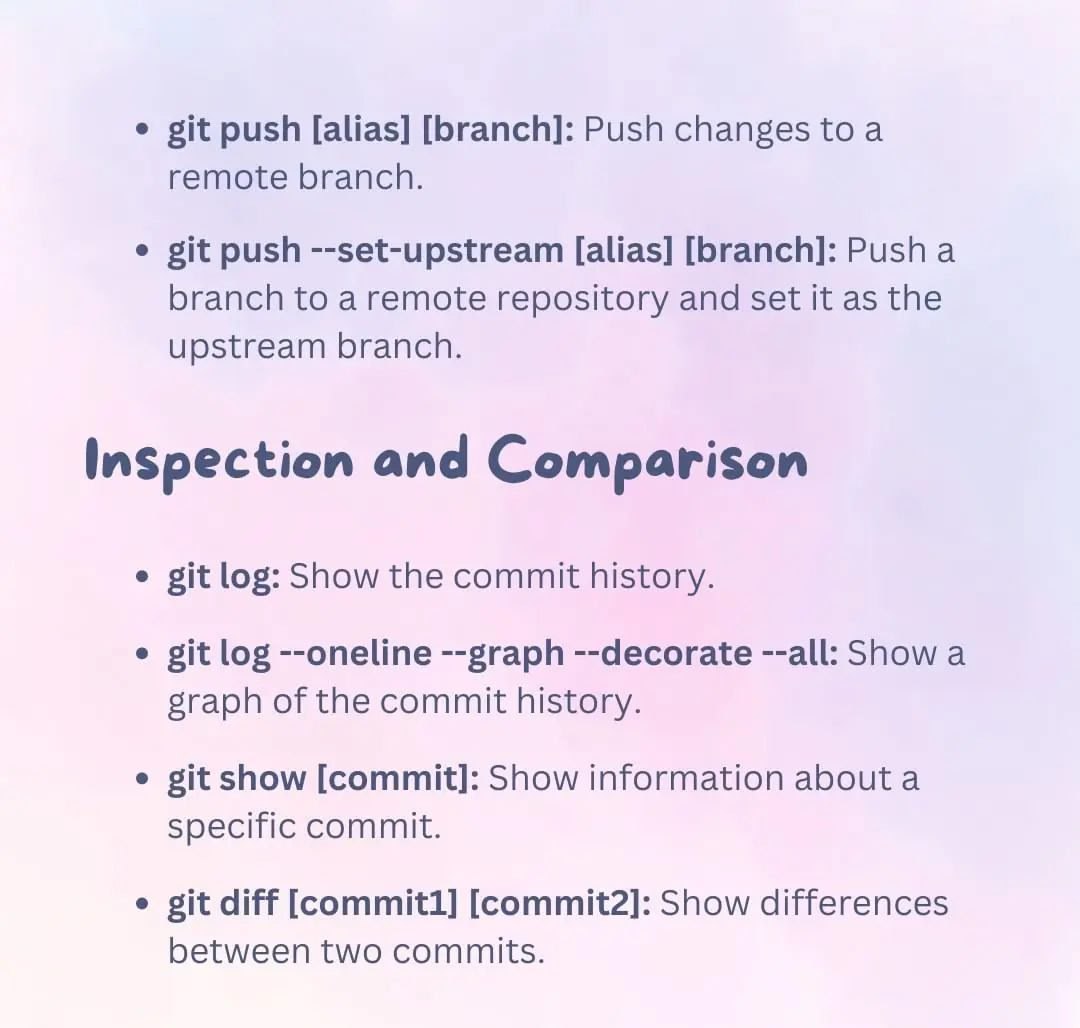 • git push [alias] [branch]: Push changes to a
remote branch.
• git push --set-upstream [alias] [branch]: Push a
branch to a remote repository and set it as the
upstream branch.
Inspection and Comparison
• git log: Show the commit history.
• git log --oneline --graph --decorate --all: Show a
graph of the commit history.
• git show [commit]: Show information about a
specific commit.
• git diff [commit1] [commit2]: Show differences
between two commits.